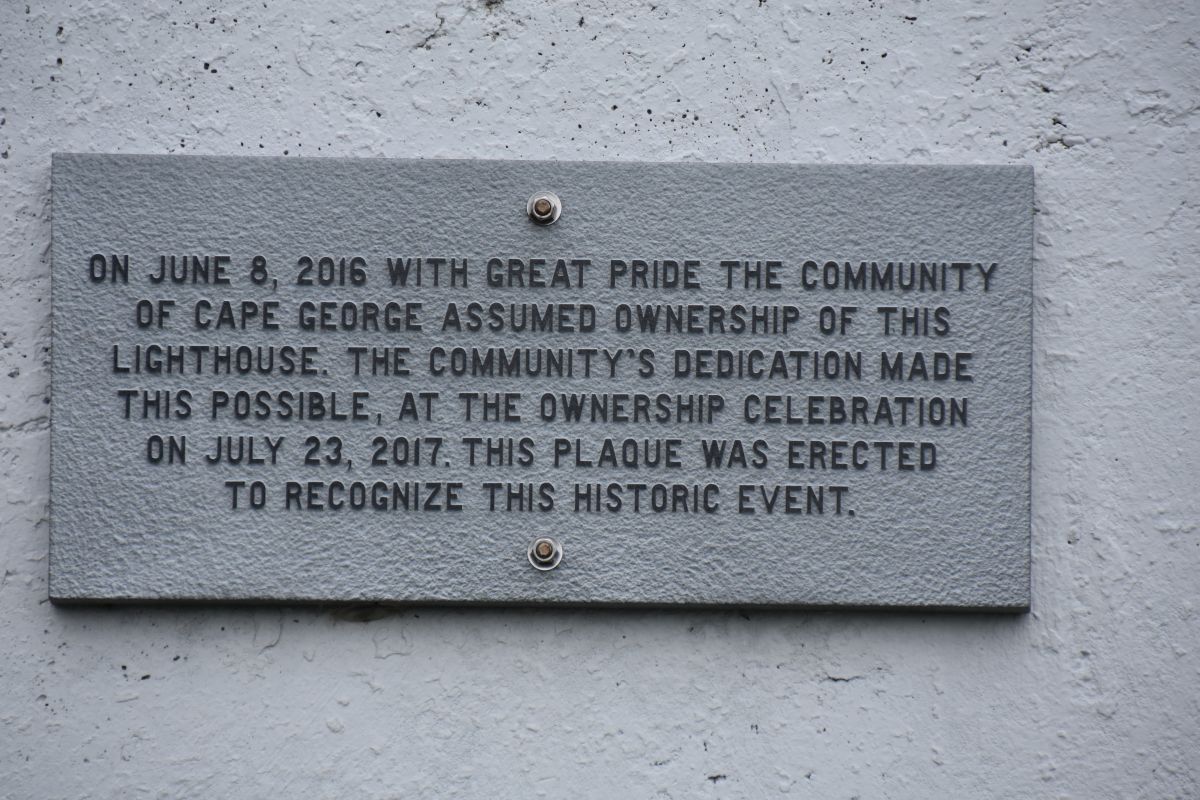 ON JUNE 8, 2016 WITH GREAT PRIDE THE COMMUNITY
OF CAPE GEORGE ASSUMED OWNERSHIP OF THIS
LIGHTHOUSE. THE COMMUNITY'S DEDICATION MADE
THIS POSSIBLE, AT THE OWNERSHIP CELEBRATION
ON JULY 23, 2017. THIS PLAQUE WAS ERECTED
TO RECOGNIZE THIS HISTORIC EVENT.